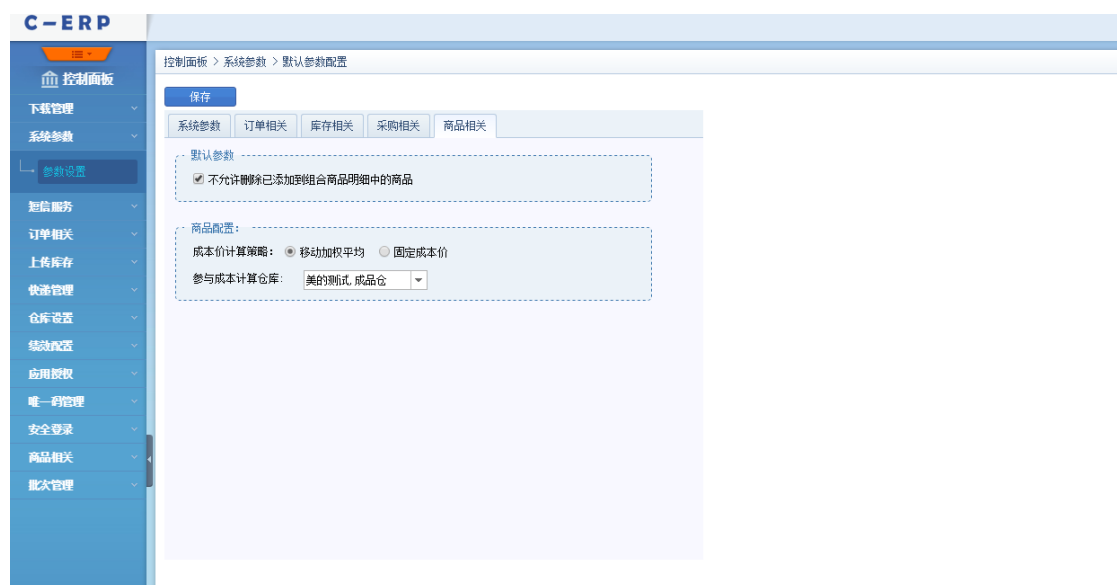 C-ERP
控制面板
下载管理
系统参数
参数设置
短信服务
订单相关
上传库存
快递管理
仓库设置
绩效配置
应用授权
唯一码管理
安全登录
商品相关
批次管理
控制面板 > 系统参数 > 默认参数配置
保存
系统参数 订单相关 库存相关 采购相关 商品相关
默认参数
不允许删除已添加到组合商品明细中的商品
商品配置：
成本价计算策略： 移动加权平均 固定成本价
参与成本计算仓库: 美的测试, 成品仓